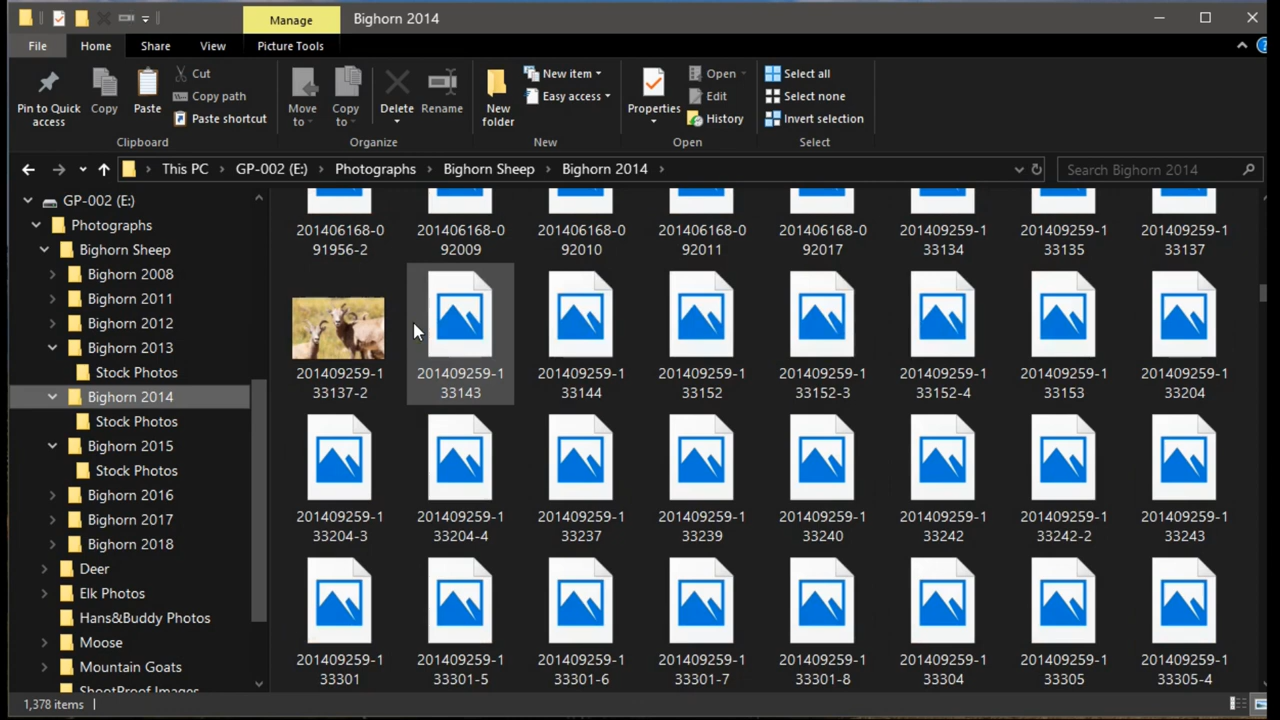 Manage
Bighorn 2014
File
Home
Share
View
Picture Tools
Pin to Quick
access
Copy
Paste
Cut
Copy path
Paste shortcut
Clipboard
Move
to
Copy
to
Delete
Rename
Organize
New
folder
New item
Easy access
New
Properties
Open
Edit
History
Open
Select all
Select none
Invert selection
Select
This PC
GP-002 (E:)
Photographs
Bighorn Sheep
Bighorn 2014
Search Bighorn 2014
GP-002 (E:)
Photographs
Bighorn Sheep
Bighorn 2008
Bighorn 2011
Bighorn 2012
Bighorn 2013
Stock Photos
Bighorn 2014
Stock Photos
Bighorn 2015
Stock Photos
Bighorn 2016
Bighorn 2017
Bighorn 2018
Deer
Elk Photos
Hans&Buddy Photos
Moose
Mountain Goats
ShootProof Images
201406168-0
91956-2
201406168-0
92009
201406168-0
92010
201406168-0
92011
201406168-0
92017
201409259-1
33134
201409259-1
33135
201409259-1
33137
201409259-1
33137-2
201409259-1
33143
201409259-1
33144
201409259-1
33152
201409259-1
33152-3
201409259-1
33152-4
201409259-1
33153
201409259-1
33204
201409259-1
33204-3
201409259-1
33204-4
201409259-1
33237
201409259-1
33239
201409259-1
33240
201409259-1
33242
201409259-1
33242-2
201409259-1
33243
201409259-1
33301
201409259-1
33301-5
201409259-1
33301-6
201409259-1
33301-7
201409259-1
33301-8
201409259-1
33304
201409259-1
33305
201409259-1
33305-4
1,378 items